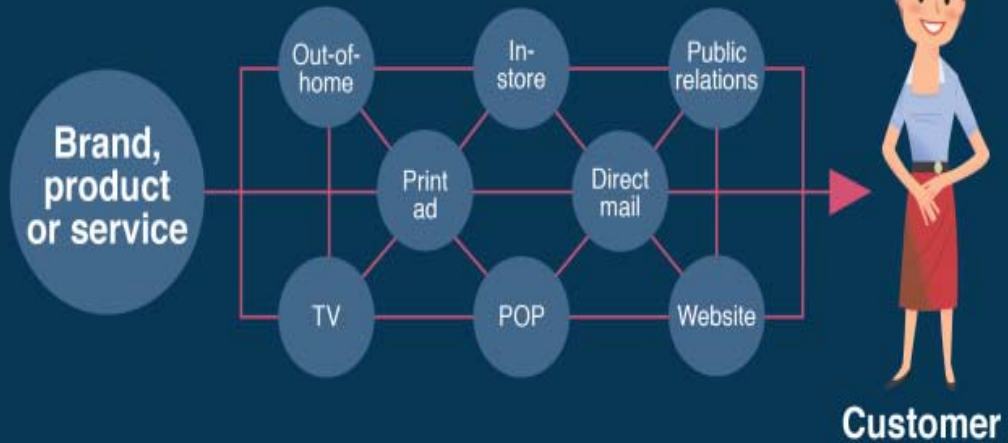 Out-of-
home
In-
store
Public
relations
Brand,
product
or service
Print
ad
Direct
mail
TV
POP
Website
Customer